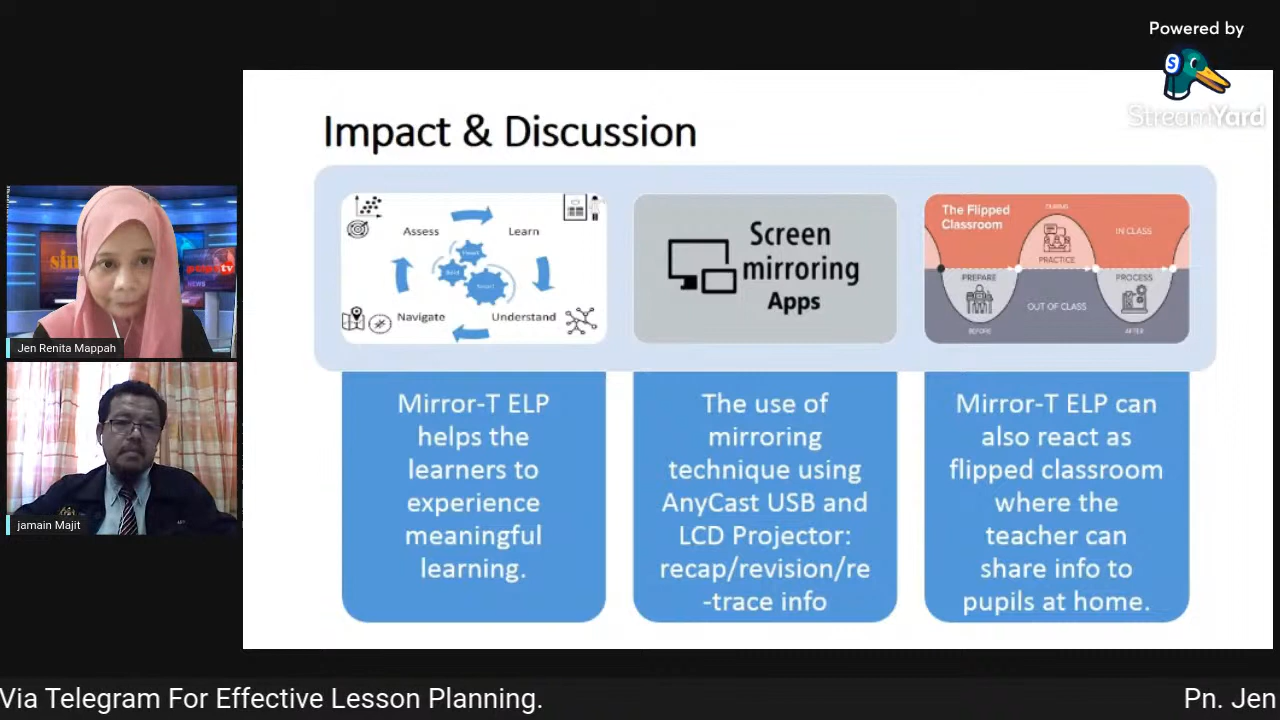 Powered by
StreamYard
Impact & Discussion
Assess
Learn
Navigate
Understand
Screen
mirroring
Apps
The Flipped
Classroom
DURING
IN CLASS
PRACTICE
PREPARE
PROCESS
OUT OF CLASS
BEFORE
AFTER
Mirror-T ELP
helps the
learners to
experience
meaningful
learning.
The use of
mirroring
technique using
AnyCast USB and
LCD Projector:
recap/revision/re
-trace info
Mirror-T ELP can
also react as
flipped classroom
where the
teacher can
share info to
pupils at home.
NEWS
Jen Renita Mappah
jamain Majit
Via Telegram For Effective Lesson Planning.
Pn. Jen